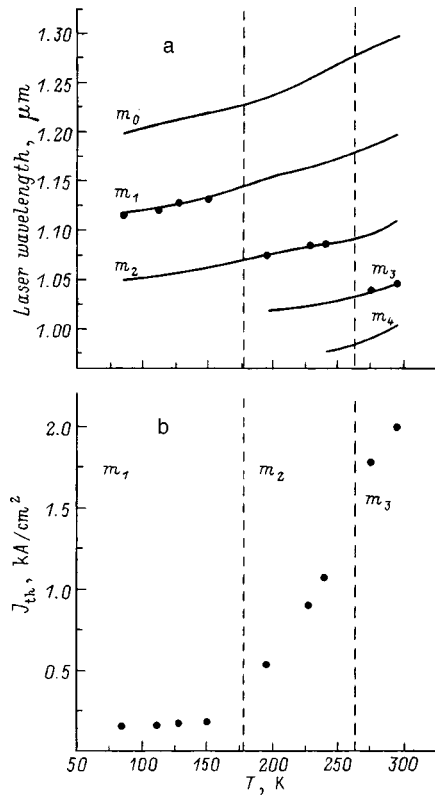 a
1.30
1.25
1.20
1.15
1.10
1.05
1.00
Laser wavelength, μm
m0
m1
m2
m3
m4
b
2.0
1.5
1.0
0.5
Jth, kA/cm²
m1
m2
m3
50
100
150
200
250
300
T, K